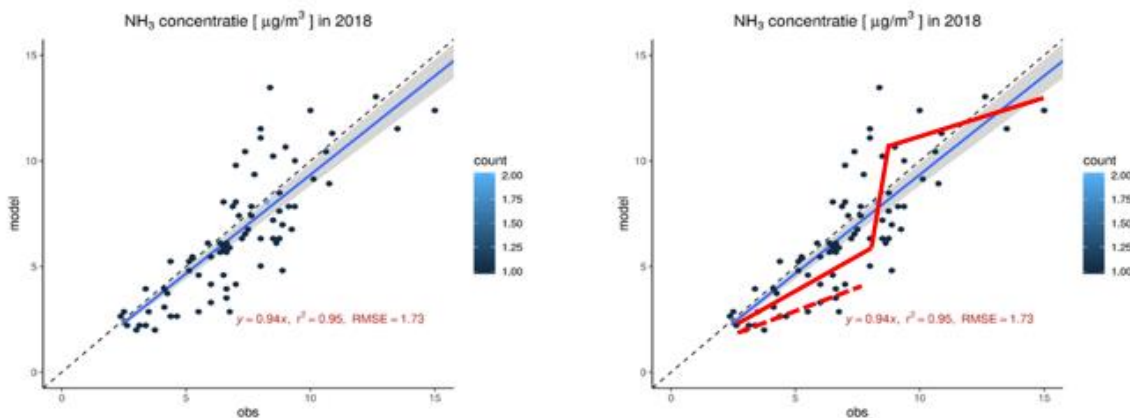 NH₃ concentratie [ μg/m³ ] in 2018
15
10
5
0
model
0 5 10 15
obs
y = 0.94x, r² = 0.95, RMSE = 1.73
count
2.00
1.75
1.50
1.25
1.00
NH₃ concentratie [ μg/m³ ] in 2018
15
10
5
0
model
0 5 10 15
obs
y = 0.94x, r² = 0.95, RMSE = 1.73
count
2.00
1.75
1.50
1.25
1.00